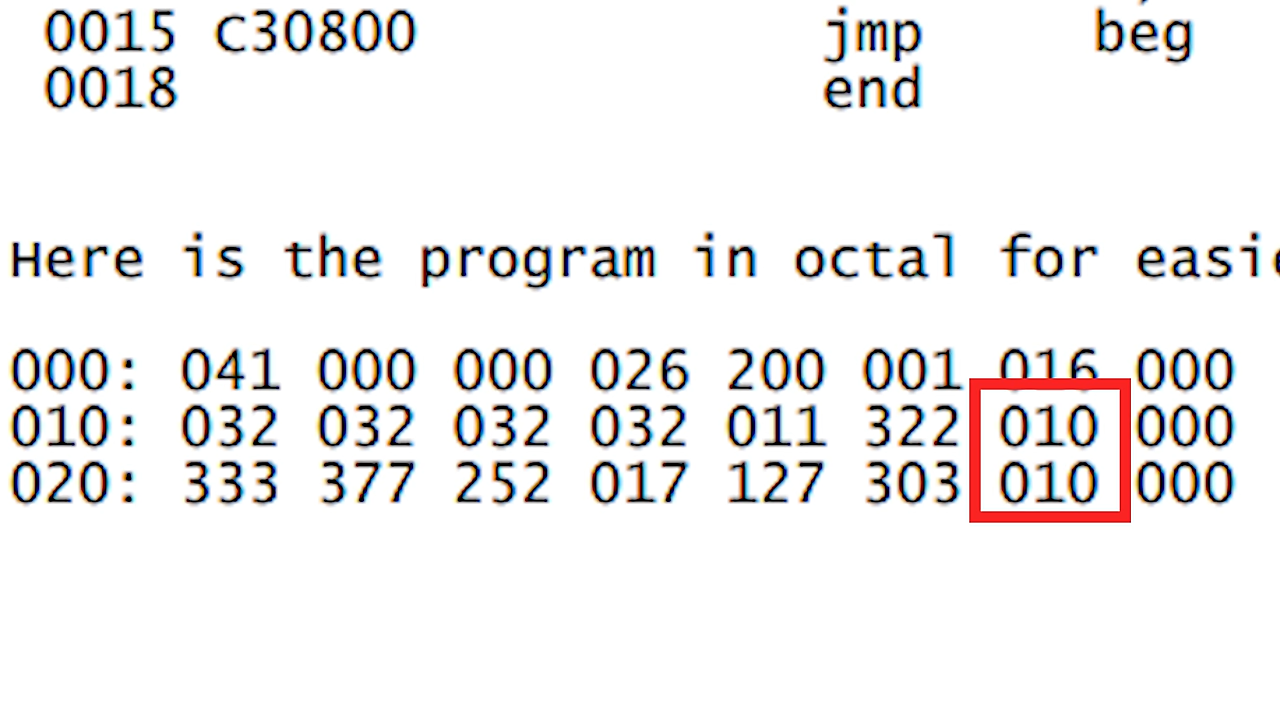 0015 c30800 jmp beg
0018 end
Here is the program in octal for
000: 041 000 000 026 200 001 016 000
010: 032 032 032 032 011 322 010 000
020: 333 377 252 017 127 303 010 000